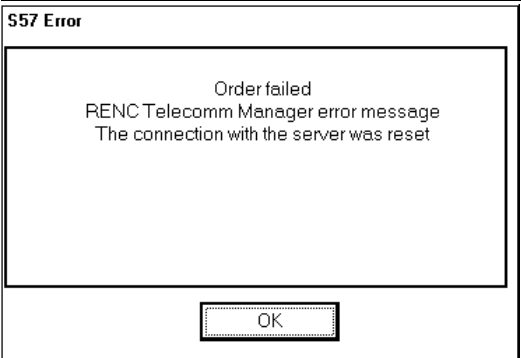 S57 Error
Order failed
RENC Telecomm Manager error message
The connection with the server was reset
OK